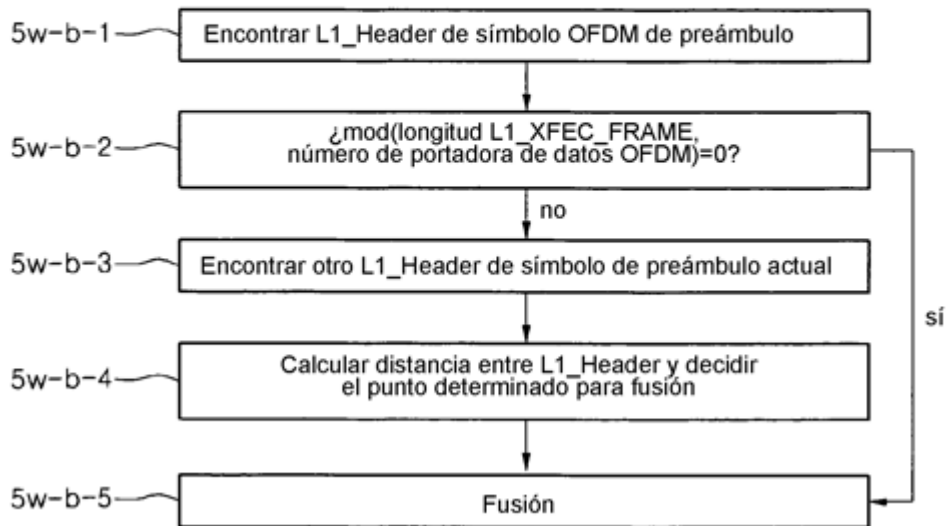 5w-b-1
Encontrar L1_Header de símbolo OFDM de preámbulo
5w-b-2
¿mod(longitud L1_XFEC_FRAME,
número de portadora de datos OFDM)=0?
no
5w-b-3
Encontrar otro L1_Header de símbolo de preámbulo actual
sí
5w-b-4
Calcular distancia entre L1_Header y decidir
el punto determinado para fusión
5w-b-5
Fusión